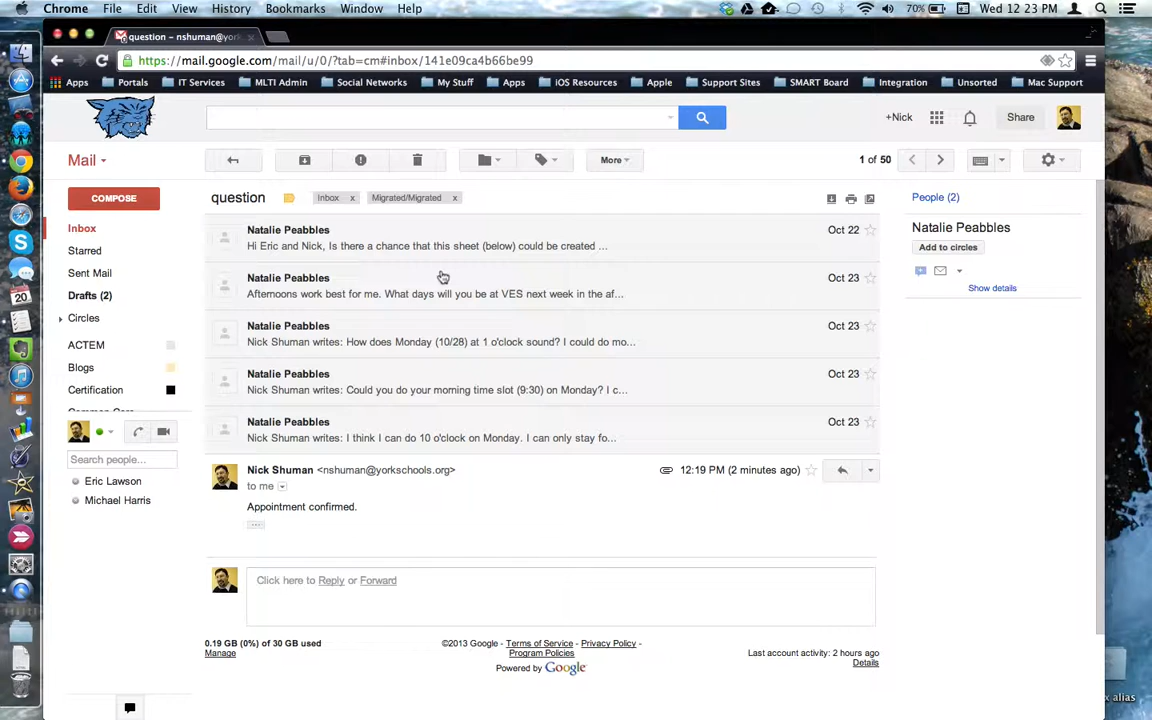 Chrome File Edit View History Bookmarks Window Help 70% Wed 12 23 PM
question – nshuman@york
https://mail.google.com/mail/u/0/?tab=cm#inbox/141e09ca4b66be99
Apps Portals IT Services MLTI Admin Social Networks My Stuff Apps iOS Resources Apple Support Sites SMART Board Integration Unsorted Mac Support
+Nick Share
Mail More 1 of 50
COMPOSE
question Inbox x Migrated/Migrated x
People (2)
Inbox
Starred
Sent Mail
Drafts (2)
Circles
ACTEM
Blogs
Certification
Common Core
Search people...
Eric Lawson
Michael Harris
Natalie Peabbles Oct 22
Hi Eric and Nick, Is there a chance that this sheet (below) could be created ...
Natalie Peabbles Oct 23
Afternoons work best for me. What days will you be at VES next week in the af...
Natalie Peabbles Oct 23
Nick Shuman writes: How does Monday (10/28) at 1 o'clock sound? I could do mo...
Natalie Peabbles Oct 23
Nick Shuman writes: Could you do your morning time slot (9:30) on Monday? I c...
Natalie Peabbles Oct 23
Nick Shuman writes: I think I can do 10 o'clock on Monday. I can only stay fo...
Nick Shuman <nshuman@yorkschools.org> 12:19 PM (2 minutes ago)
to me
Appointment confirmed.
Click here to Reply or Forward
Natalie Peabbles
Add to circles
Show details
0.19 GB (0%) of 30 GB used
Manage
©2013 Google - Terms of Service - Privacy Policy -
Program Policies
Powered by Google
Last account activity: 2 hours ago
Details
x alias